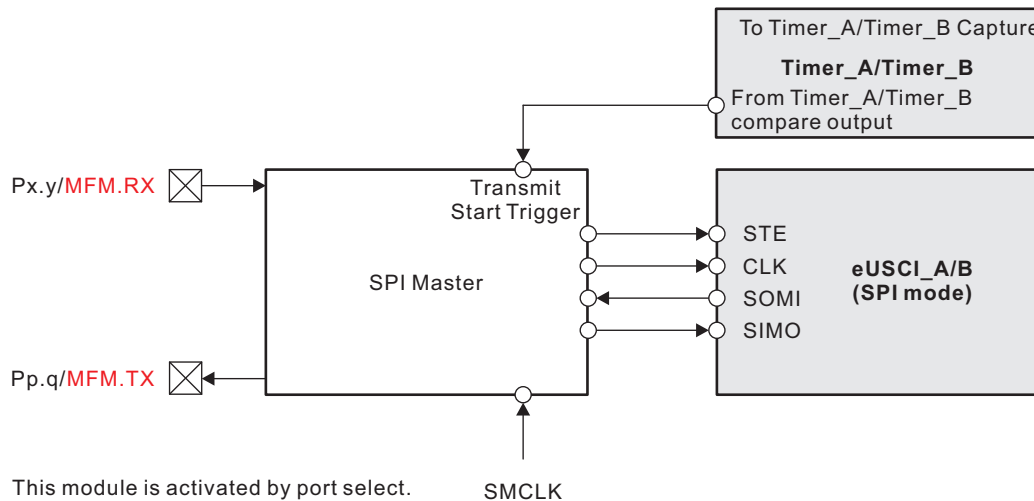 To Timer_A/Timer_B Capture
Timer_A/Timer_B
From Timer_A/Timer_B
compare output
Px.y/MFM.RX
Transmit
Start Trigger
SPI Master
STE
CLK
SOMI
SIMO
eUSCI_A/B
(SPI mode)
Pp.q/MFM.TX
This module is activated by port select.
SMCLK